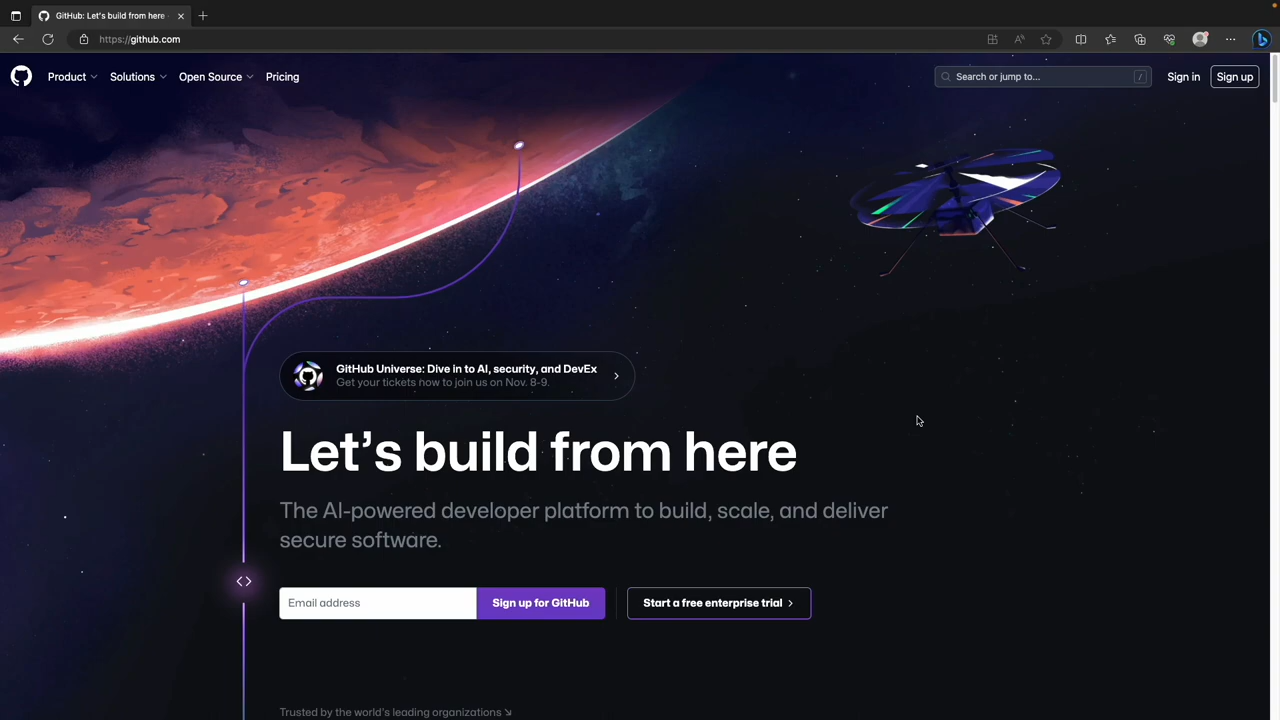 GitHub: Let's build from here
https://github.com
Product
Solutions
Open Source
Pricing
Search or jump to...
/
Sign in
Sign up
GitHub Universe: Dive in to AI, security, and DevEx
Get your tickets now to join us on Nov. 8-9.
Let's build from here
The AI-powered developer platform to build, scale, and deliver
secure software.
Email address
Sign up for GitHub
Start a free enterprise trial
Trusted by the world's leading organizations ↘